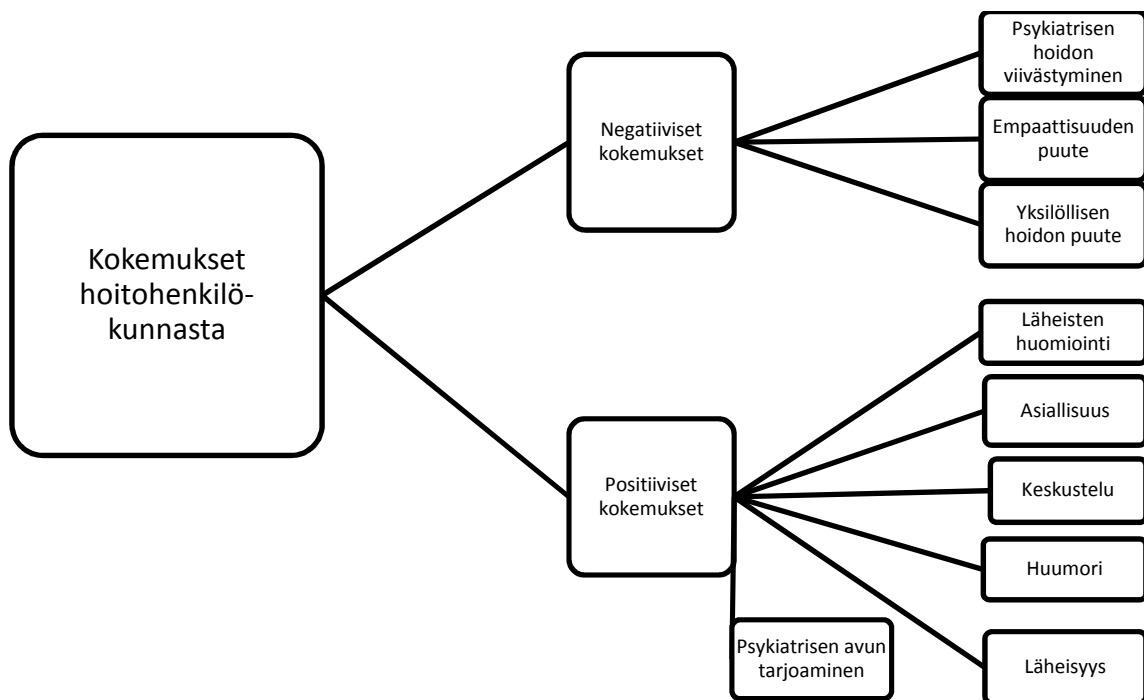 Kokemukset
hoitohenkilö-
kunnasta
Negatiiviset
kokemukset
Psykiatrisen
hoidon
viivästyminen
Empaattisuuden
puute
Yksilöllisen
hoidon puute
Positiiviset
kokemukset
Läheisten
huomiointi
Asiallisuus
Keskustelu
Huumori
Läheisyys
Psykiatrisen avun
tarjoaminen